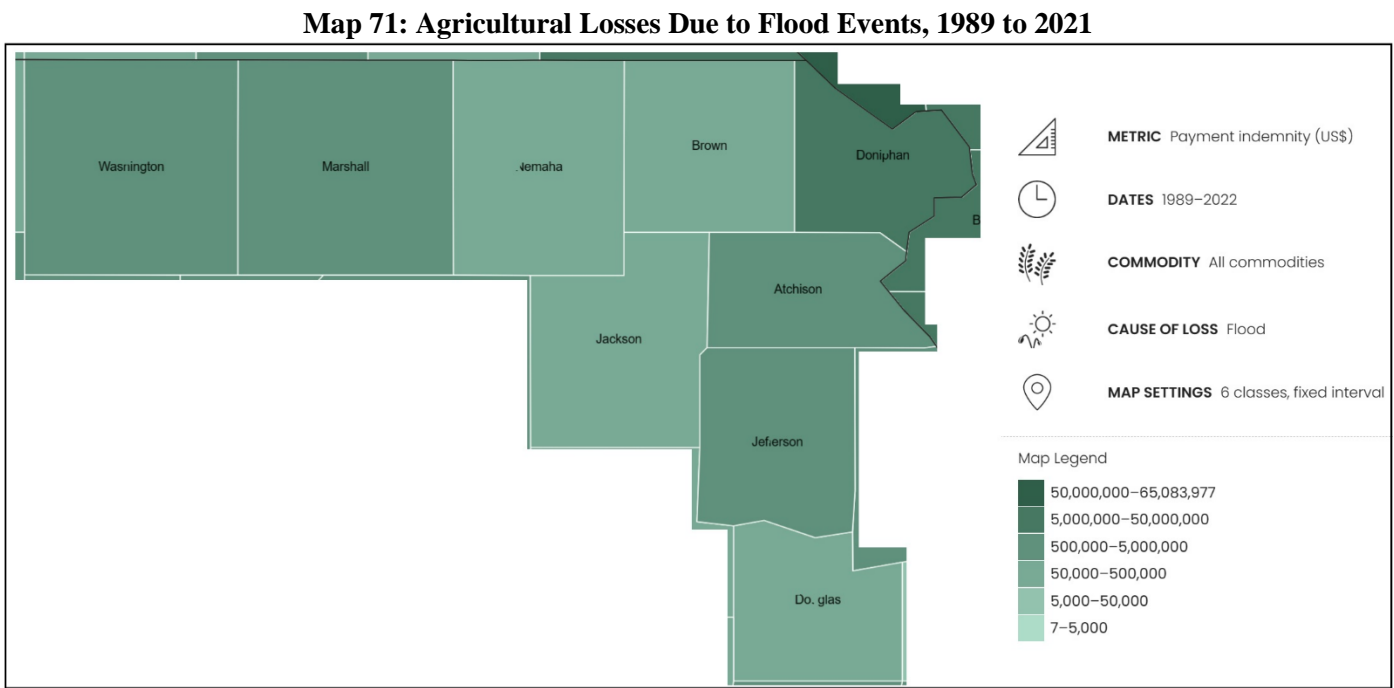 Map 71: Agricultural Losses Due to Flood Events, 1989 to 2021
Washington
Marshall
Nemaha
Brown
Doniphan
B
Atchison
Jackson
Jefferson
Do. glas
METRIC Payment indemnity (US$)
DATES 1989–2022
COMMODITY All commodities
CAUSE OF LOSS Flood
MAP SETTINGS 6 classes, fixed interval
Map Legend
50,000,000–65,083,977
5,000,000–50,000,000
500,000–5,000,000
50,000–500,000
5,000–50,000
7–5,000